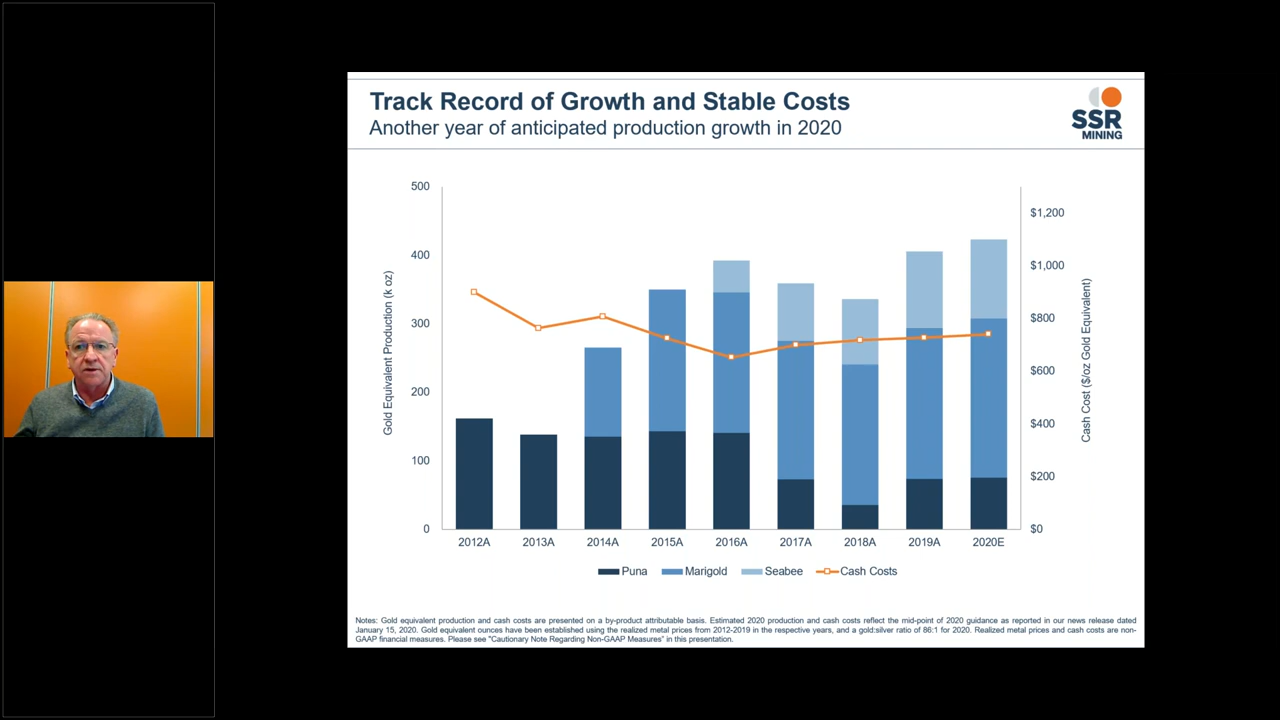 Track Record of Growth and Stable Costs
Another year of anticipated production growth in 2020
SSR
MINING
500
400
300
200
100
0
Gold Equivalent Production (k oz)
$1,200
$1,000
$800
$600
$400
$200
$0
Cash Cost ($/oz Gold Equivalent)
2012A 2013A 2014A 2015A 2016A 2017A 2018A 2019A 2020E
Puna Marigold Seabee Cash Costs
Notes: Gold equivalent production and cash costs are presented on a by-product attributable basis. Estimated 2020 production and cash costs reflect the mid-point of 2020 guidance as reported in our news release dated
January 15, 2020. Gold equivalent ounces have been established using the realized metal prices from 2012-2019 in the respective years, and a gold:silver ratio of 86:1 for 2020. Realized metal prices and cash costs are non-
GAAP financial measures. Please see "Cautionary Note Regarding Non-GAAP Measures" in this presentation.